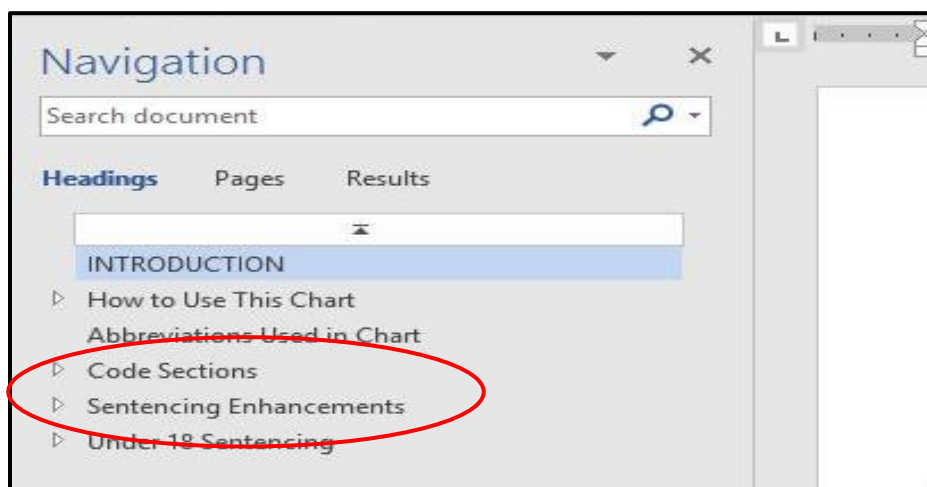 Navigation
Search document
Headings Pages Results
INTRODUCTION
How to Use This Chart
Abbreviations Used in Chart
Code Sections
Sentencing Enhancements
Under 18 Sentencing